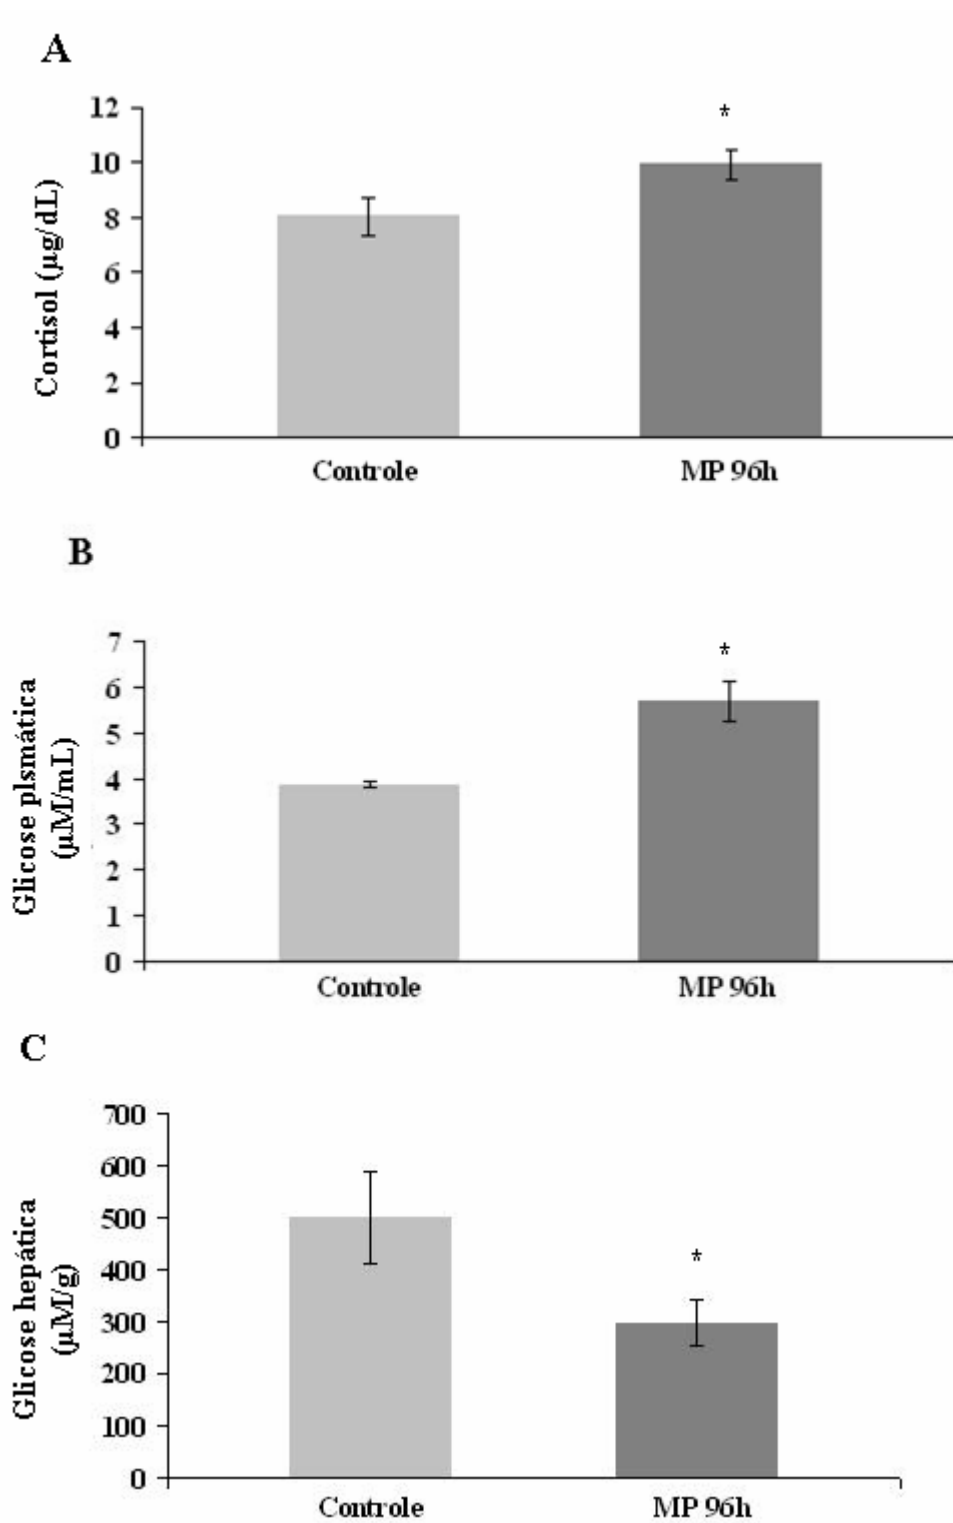 A
12
*
10
8
6
4
2
0
Cortisol (µg/dL)
Controle
MP 96h
B
7
*
6
5
4
3
2
1
0
Glicose plsmática
(µM/mL)
Controle
MP 96h
C
700
600
500
*
400
300
200
100
0
Glicose hepática
(µM/g)
Controle
MP 96h